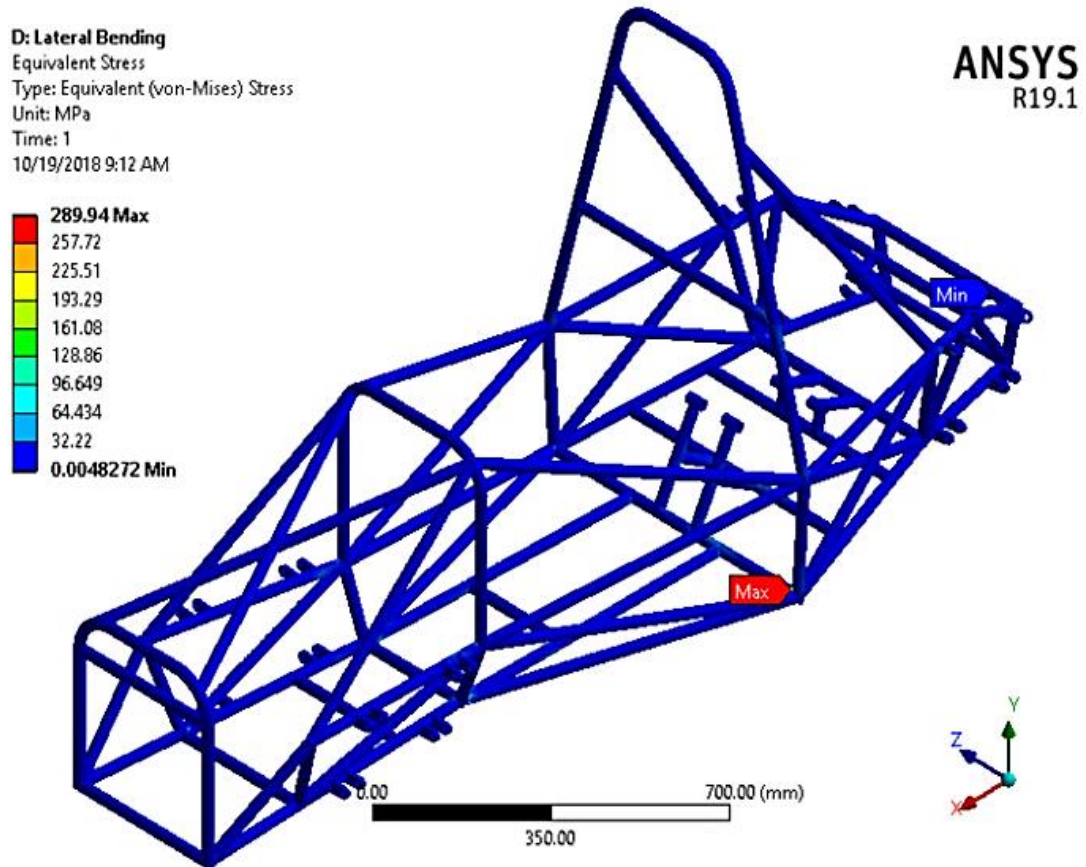 D: Lateral Bending
Equivalent Stress
Type: Equivalent (von-Mises) Stress
Unit: MPa
Time: 1
10/19/2018 9:12 AM
ANSYS
R19.1
289.94 Max
257.72
225.51
193.29
161.08
128.86
96.649
64.434
32.22
0.0048272 Min
Min
Max
0.00
700.00 (mm)
350.00
Y
Z
X